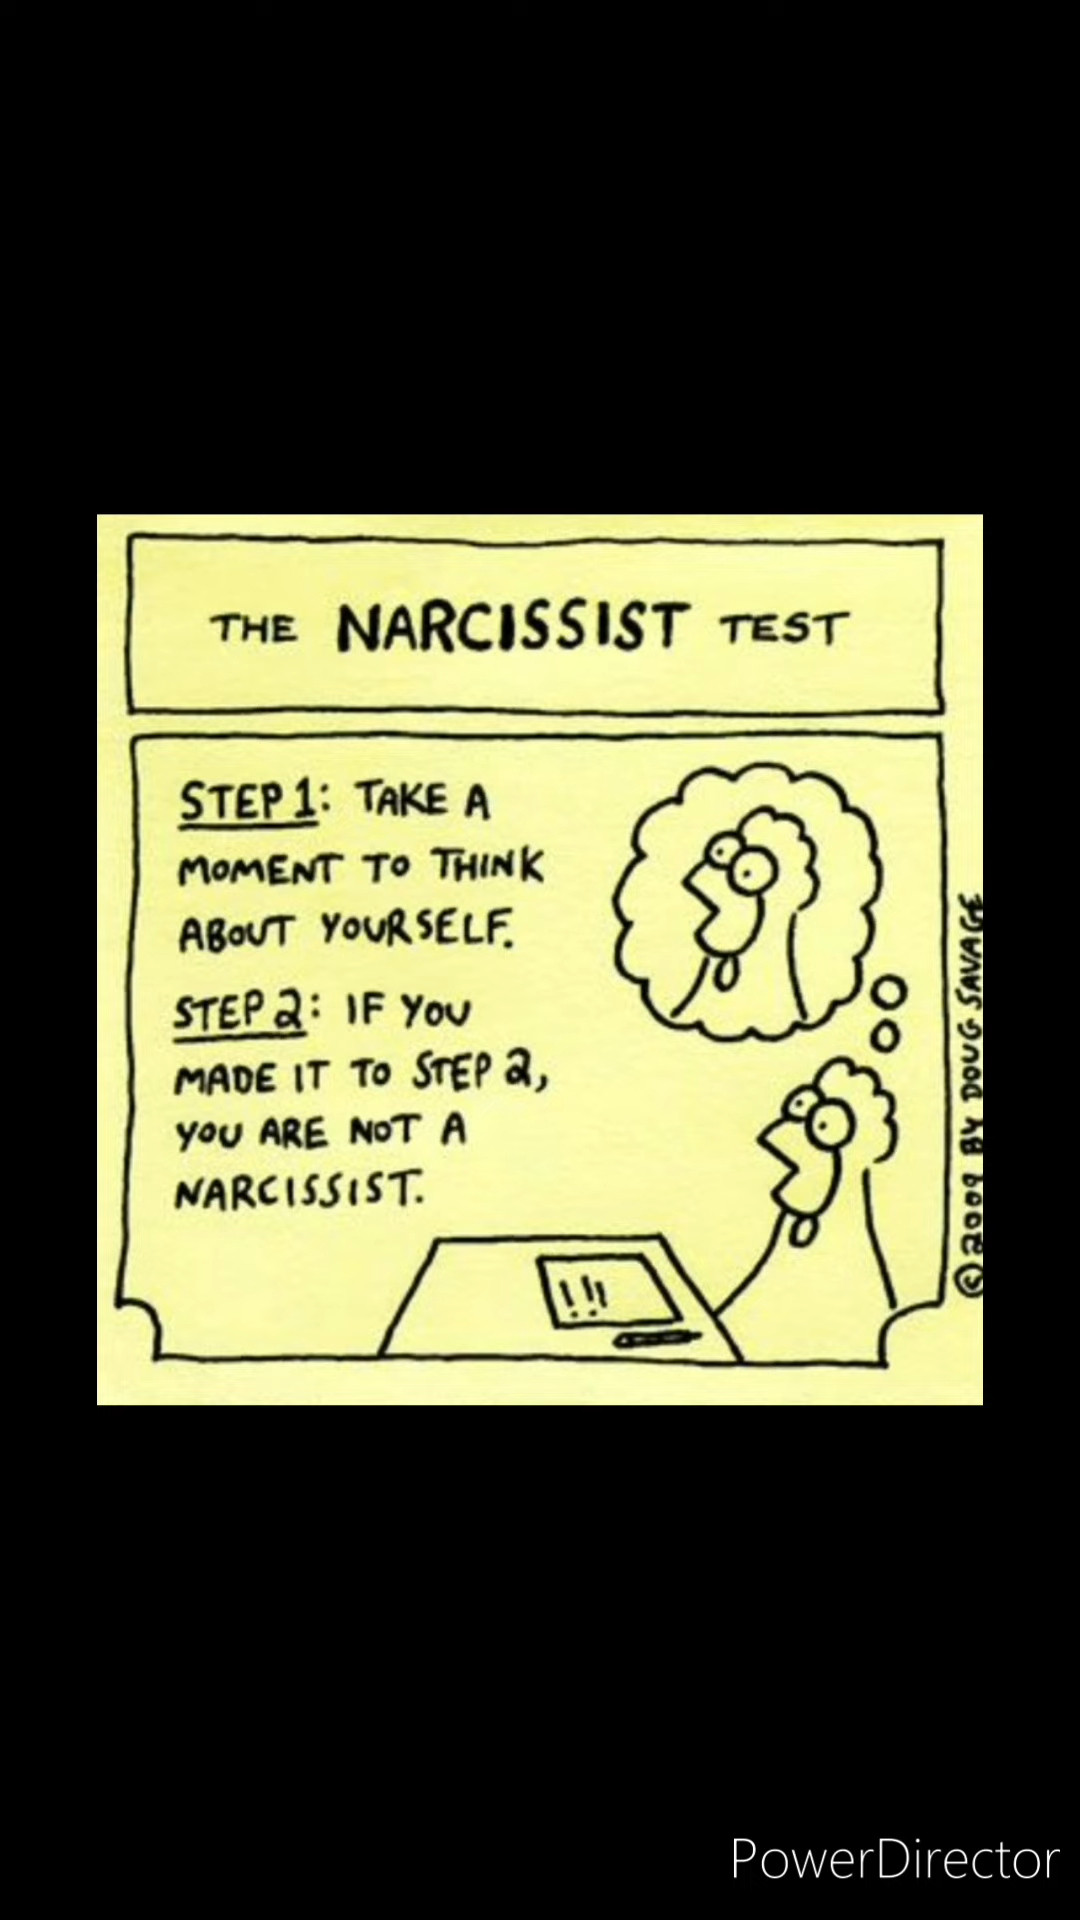 THE NARCISSIST TEST
STEP 1: TAKE A
MOMENT TO THINK
ABOUT YOURSELF.
STEP 2: IF YOU
MADE IT TO STEP 2,
YOU ARE NOT A
NARCISSIST.
!!!
©2009 BY DOUG SAVAGE
PowerDirector